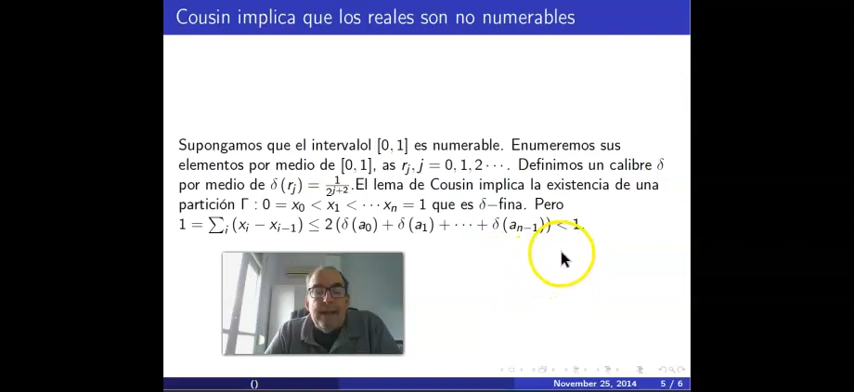 Cousin implica que los reales son no numerables
Supongamos que el intervalol [0, 1] es numerable. Enumeremos sus
elementos por medio de [0, 1], as r_j, j = 0, 1, 2 ⋯. Definimos un calibre δ
por medio de δ (r_j) = 1/2^{j+2}.El lema de Cousin implica la existencia de una
partición Γ : 0 = x_0 < x_1 < ⋯ x_n = 1 que es δ−fina. Pero
1 = ∑_i (x_i − x_{i−1}) ≤ 2 (δ (a_0) + δ (a_1) + ⋯ + δ (a_{n−1})) < 1.
() November 25, 2014 5 / 6